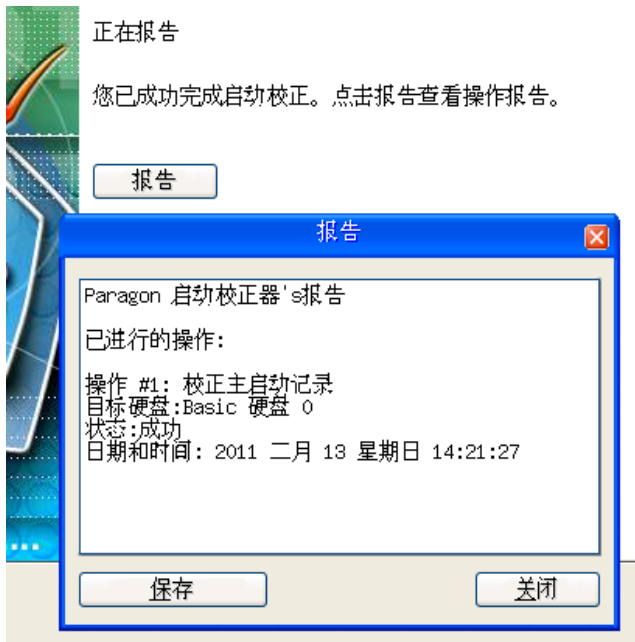 正在报告
您已成功完成启动校正。点击报告查看操作报告。
报告
报告
Paragon 启动校正器's报告
已进行的操作:
操作 #1: 校正主启动记录
目标硬盘:Basic 硬盘 0
状态:成功
日期和时间: 2011 二月 13 星期日 14:21:27
保存
关闭